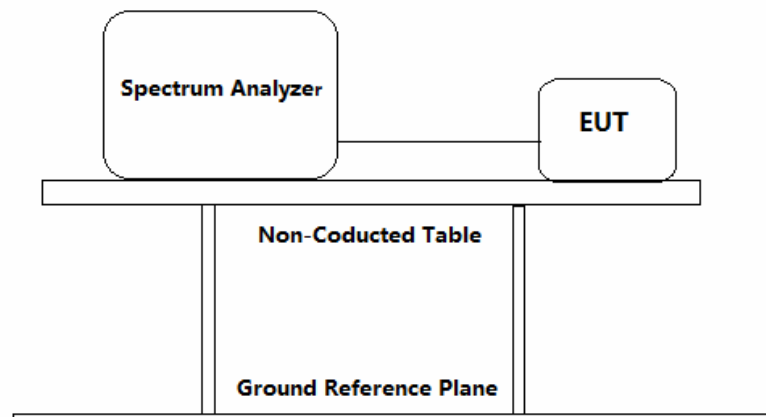 Spectrum Analyzer
EUT
Non-Coducted Table
Ground Reference Plane